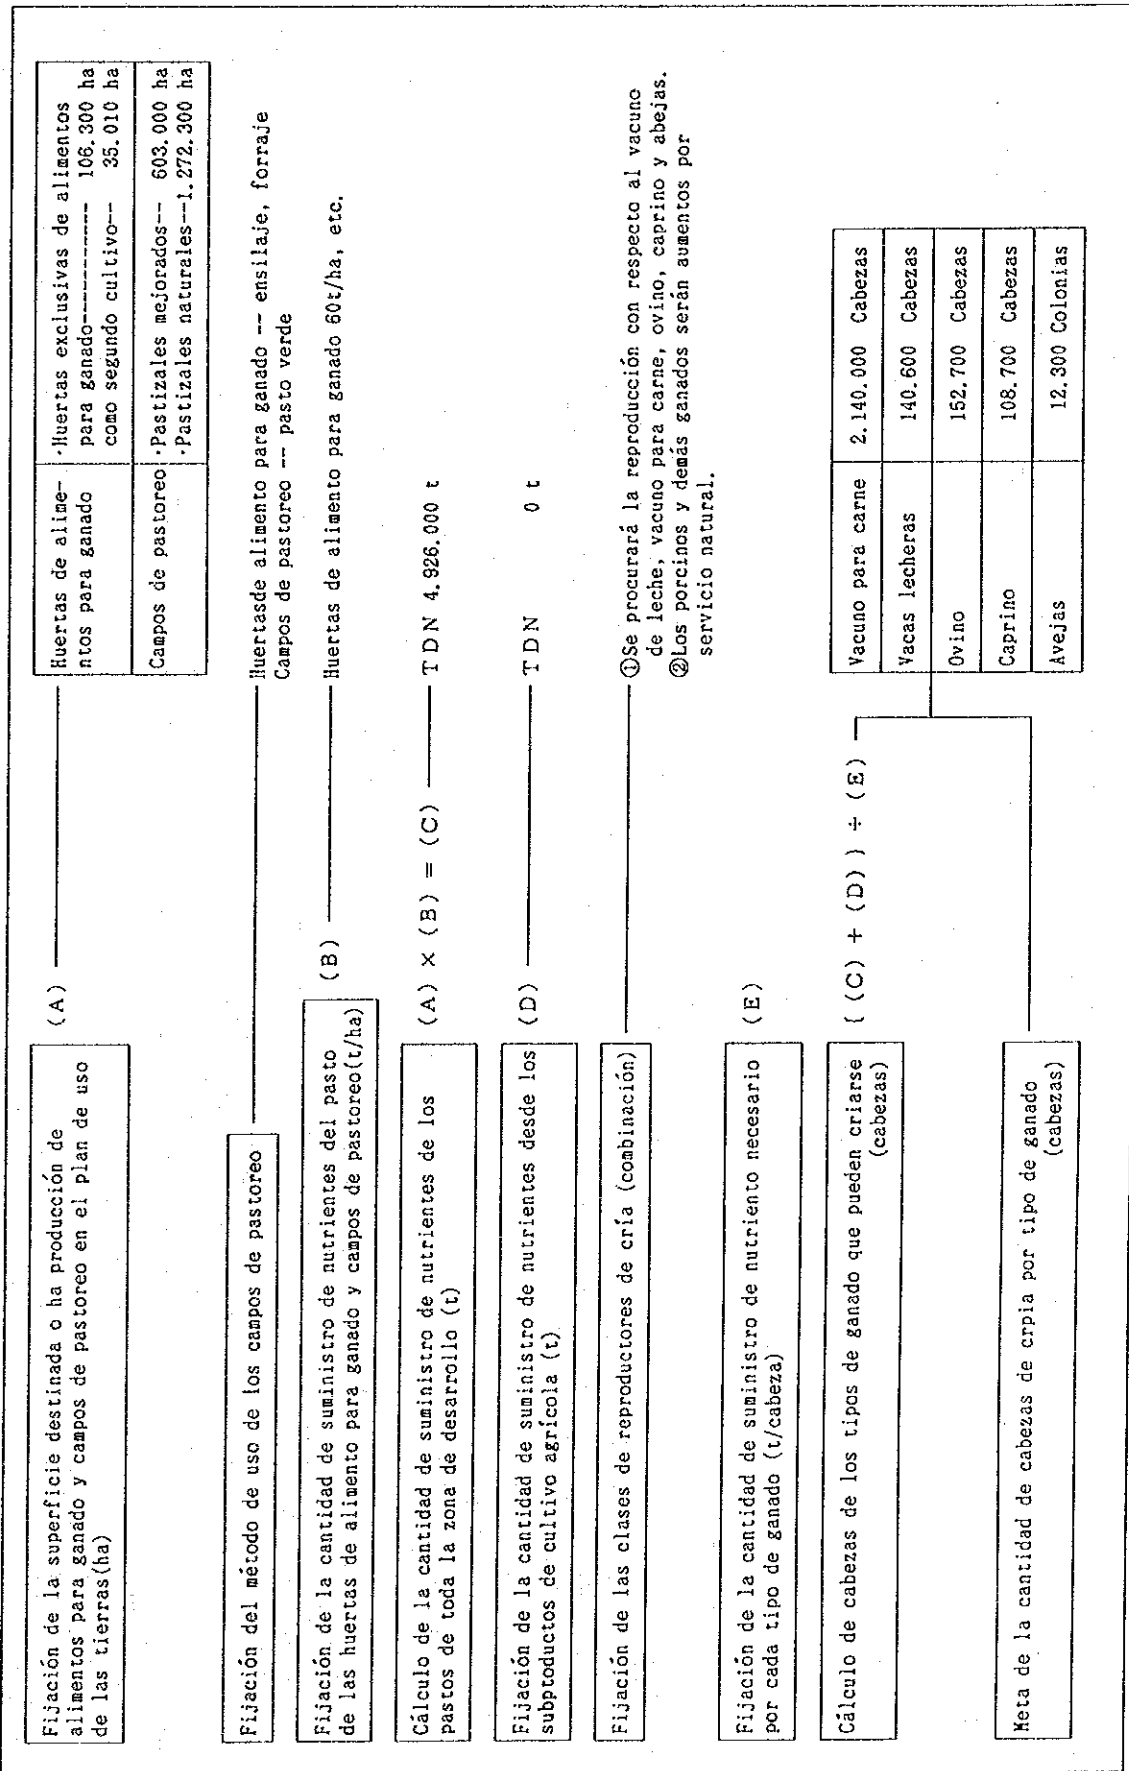 Fijación de la superficie destinada o ha producción de
alimentos para ganado y campos de pastoreo en el plan de uso
de las tierras(ha)
(A)
Huertas de alime-
ntos para ganado
·Huertas exclusivas de alimentos
para ganado----------- 106.300 ha
como segundo cultivo-- 35.010 ha
Campos de pastoreo
·Pastizales mejorados-- 603.000 ha
·Pastizales naturales--1.272.300 ha
Fijación del método de uso de los campos de pastoreo
Huertasde alimento para ganado -- ensilaje, forraje
Campos de pastoreo -- pasto verde
Fijación de la cantidad de suministro de nutrientes del pasto
de las huertas de alimento para ganado y campos de pastoreo(t/ha)
(B)
Huertas de alimento para ganado 60t/ha, etc.
Cálculo de la cantidad de suministro de nutrientes de los
pastos de toda la zona de desarrollo (t)
(A) × (B) = (C)
TDN 4.926.000 t
Fijación de la cantidad de suministro de nutrientes desde los
subptoductos de cultivo agrícola (t)
(D)
TDN 0 t
Fijación de las clases de reproductores de cría (combinación)
①Se procurará la reproducción con respecto al vacuno
de leche, vacuno para carne, ovino, caprino y abejas.
②Los porcinos y demás ganados serán aumentos por
servicio natural.
Fijación de la cantidad de suministro de nutriento necesario
por cada tipo de ganado (t/cabeza)
(E)
Cálculo de cabezas de los tipos de ganado que pueden criarse
(cabezas)
{ (C) + (D) } ÷ (E)
Vacuno para carne 2.140.000 Cabezas
Vacas lecheras 140.600 Cabezas
Ovino 152.700 Cabezas
Caprino 108.700 Cabezas
Avejas 12.300 Colonias
Meta de la cantidad de cabezas de crpia por tipo de ganado
(cabezas)